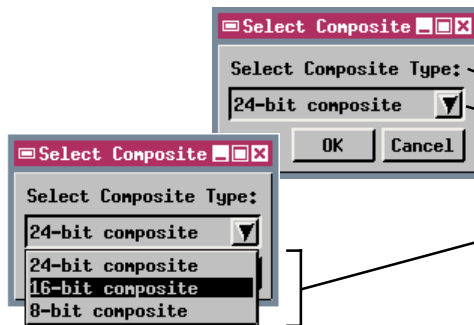 Select Composite
Select Composite Type:
24-bit composite
OK Cancel
Select Composite
Select Composite Type:
24-bit composite
24-bit composite
16-bit composite
8-bit composite